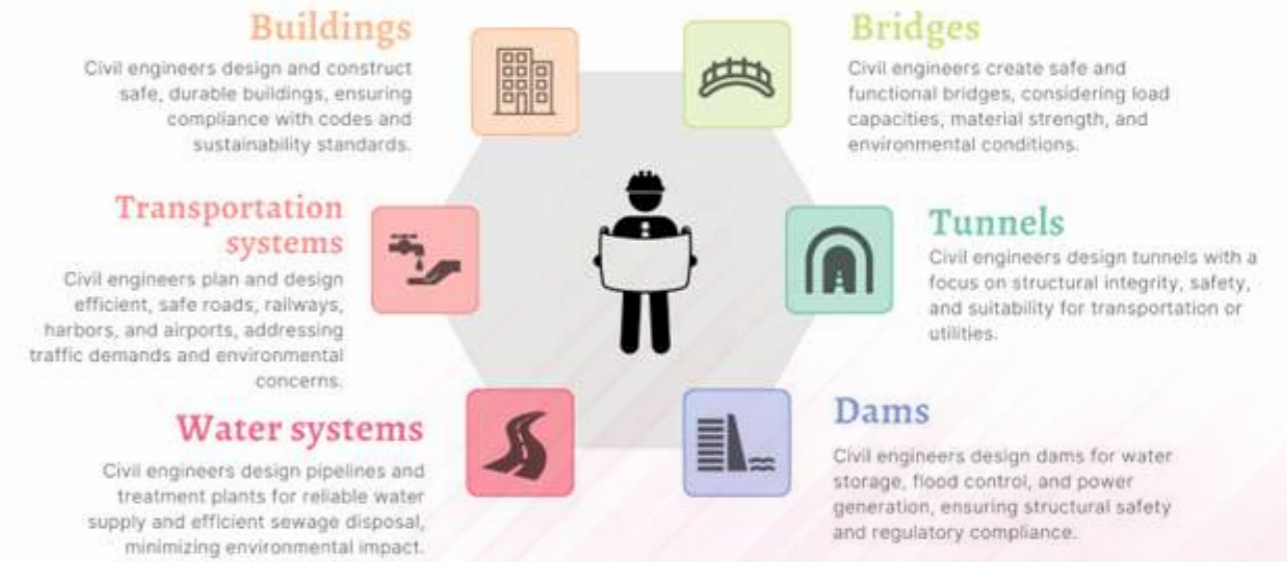 Buildings
Civil engineers design and construct
safe, durable buildings, ensuring
compliance with codes and
sustainability standards.
Bridges
Civil engineers create safe and
functional bridges, considering load
capacities, material strength, and
environmental conditions.
Transportation
systems
Civil engineers plan and design
efficient, safe roads, railways,
harbors, and airports, addressing
traffic demands and environmental
concerns.
Tunnels
Civil engineers design tunnels with a
focus on structural integrity, safety,
and suitability for transportation or
utilities.
Water systems
Civil engineers design pipelines and
treatment plants for reliable water
supply and efficient sewage disposal,
minimizing environmental impact.
Dams
Civil engineers design dams for water
storage, flood control, and power
generation, ensuring structural safety
and regulatory compliance.